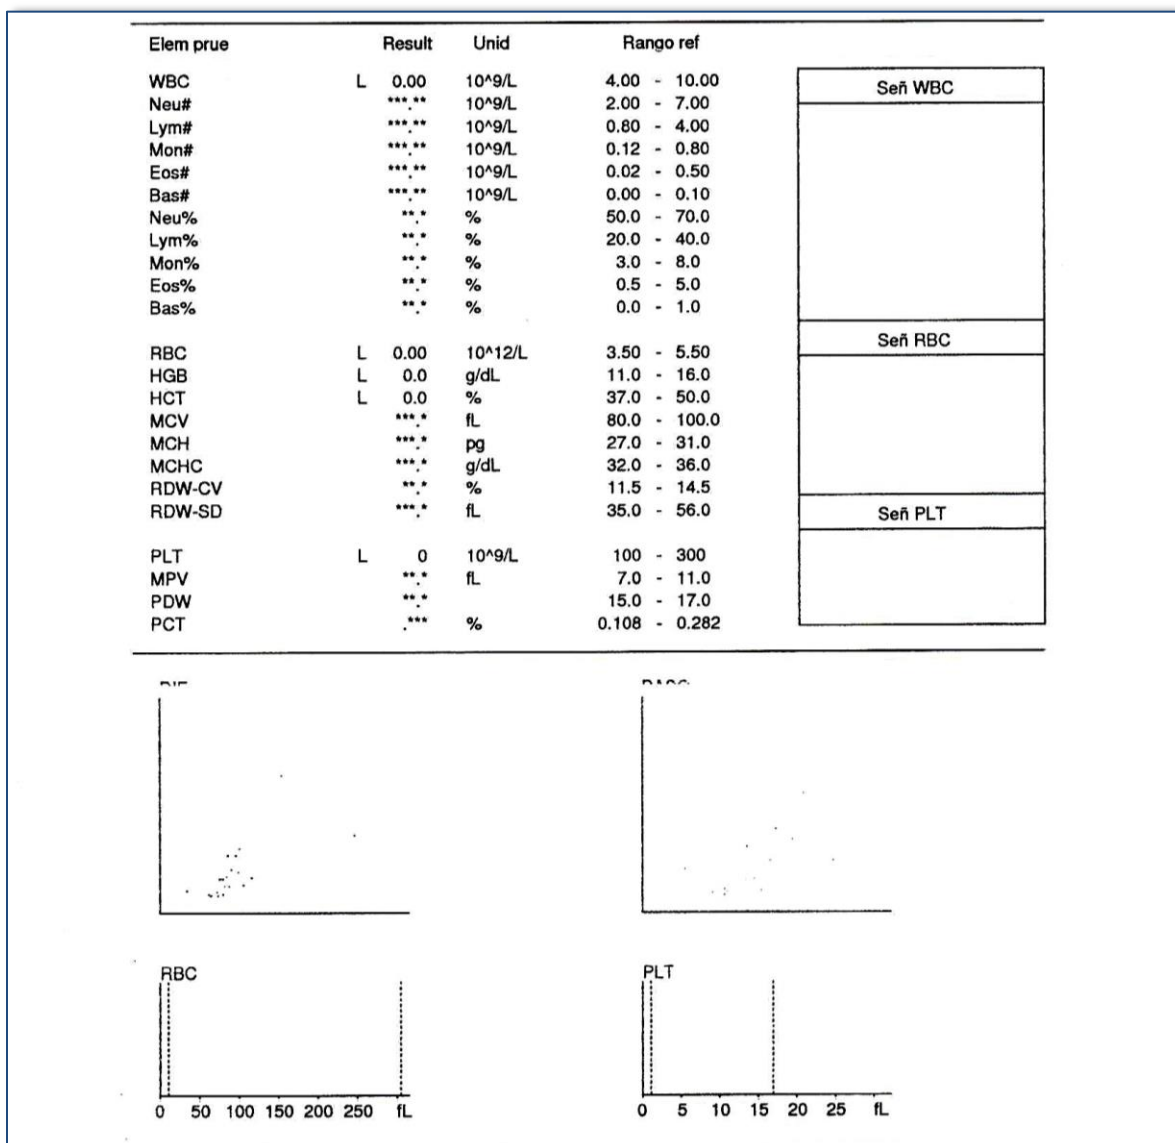 Elem prue Result Unid Rango ref
WBC L 0.00 10^9/L 4.00 - 10.00
Neu# ***.** 10^9/L 2.00 - 7.00
Lym# ***.** 10^9/L 0.80 - 4.00
Mon# ***.** 10^9/L 0.12 - 0.80
Eos# ***.** 10^9/L 0.02 - 0.50
Bas# ***.** 10^9/L 0.00 - 0.10
Neu% **.* % 50.0 - 70.0
Lym% **.* % 20.0 - 40.0
Mon% **.* % 3.0 - 8.0
Eos% **.* % 0.5 - 5.0
Bas% **.* % 0.0 - 1.0
RBC L 0.00 10^12/L 3.50 - 5.50
HGB L 0.0 g/dL 11.0 - 16.0
HCT L 0.0 % 37.0 - 50.0
MCV ***.* fL 80.0 - 100.0
MCH ***.* pg 27.0 - 31.0
MCHC ***.* g/dL 32.0 - 36.0
RDW-CV **.* % 11.5 - 14.5
RDW-SD ***.* fL 35.0 - 56.0
PLT L 0 10^9/L 100 - 300
MPV **.* fL 7.0 - 11.0
PDW **.* 15.0 - 17.0
PCT .*** % 0.108 - 0.282
Señ WBC
Señ RBC
Señ PLT
RBC
0 50 100 150 200 250 fL
PLT
0 5 10 15 20 25 fL